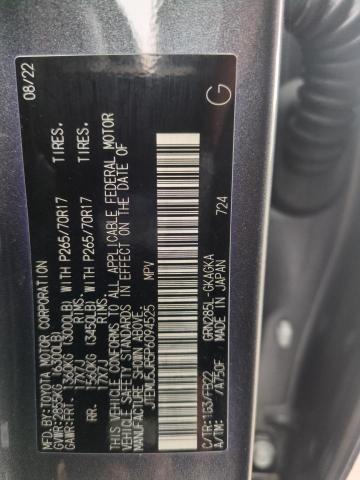 MFD. BY:TOYOTA MOTOR CORPORATION 08/22
GVWR:2855KG (6300LB)
GAWR:FRT. 1360KG (3000LB) WITH P265/70R17 TIRES.
17X7J RIMS.
RR. 1560KG (3450LB) WITH P265/70R17 TIRES.
17X7J RIMS.
THIS VEHICLE CONFORMS TO ALL APPLICABLE FEDERAL MOTOR
VEHICLE SAFETY STANDARDS IN EFFECT ON THE DATE OF
MANUFACTURE SHOWN ABOVE.
JTENU5JR5P6094525 MPV
C/TR:1G3/FB22
A/TM: /A750F
GRN285L-GKAGKA
MADE IN JAPAN
724
G